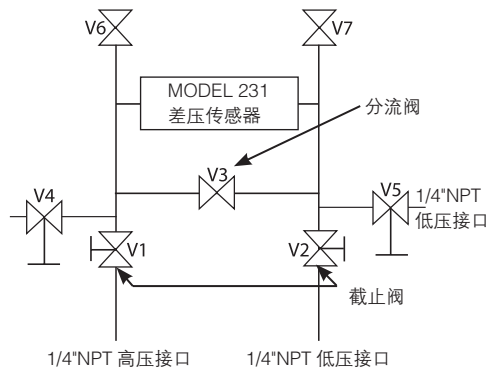 V6
V7
MODEL 231
差压传感器
分流阀
V3
V4
V5
1/4"NPT
低压接口
V1
V2
截止阀
1/4"NPT 高压接口
1/4"NPT 低压接口